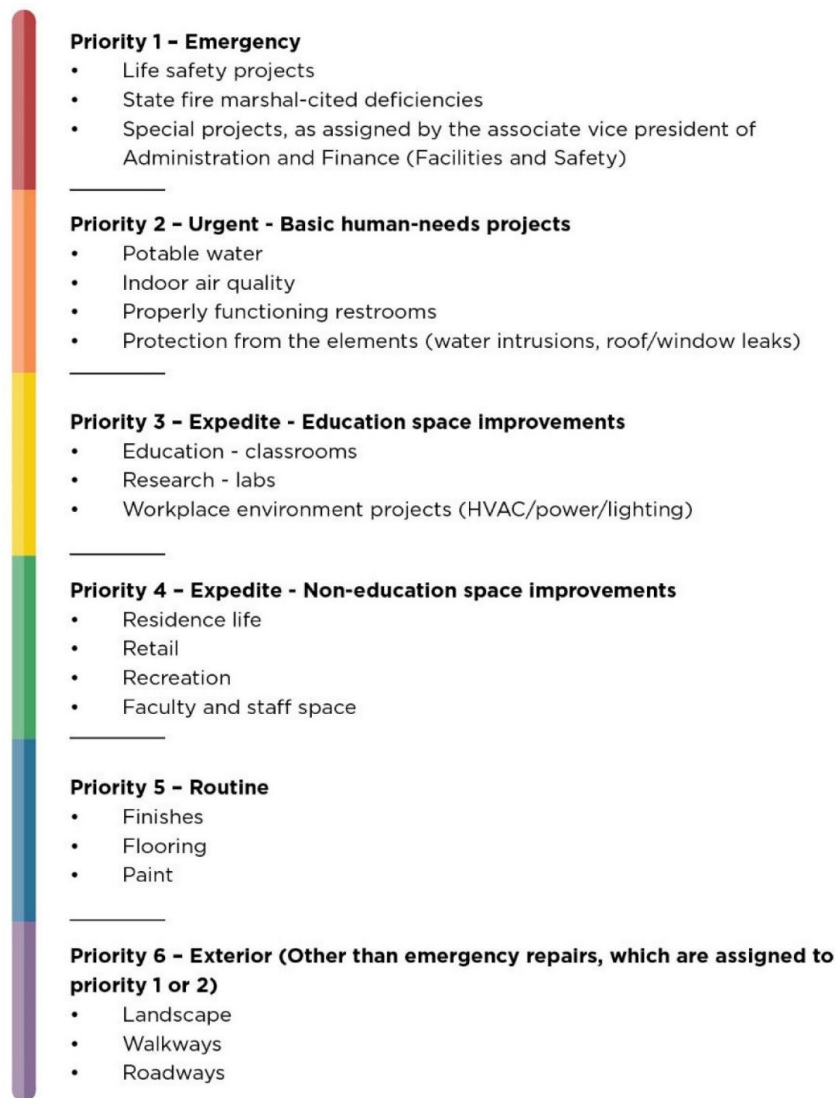 Priority 1 – Emergency
• Life safety projects
• State fire marshal-cited deficiencies
• Special projects, as assigned by the associate vice president of
Administration and Finance (Facilities and Safety)
Priority 2 – Urgent - Basic human-needs projects
• Potable water
• Indoor air quality
• Properly functioning restrooms
• Protection from the elements (water intrusions, roof/window leaks)
Priority 3 – Expedite - Education space improvements
• Education - classrooms
• Research - labs
• Workplace environment projects (HVAC/power/lighting)
Priority 4 – Expedite - Non-education space improvements
• Residence life
• Retail
• Recreation
• Faculty and staff space
Priority 5 – Routine
• Finishes
• Flooring
• Paint
Priority 6 – Exterior (Other than emergency repairs, which are assigned to
priority 1 or 2)
• Landscape
• Walkways
• Roadways